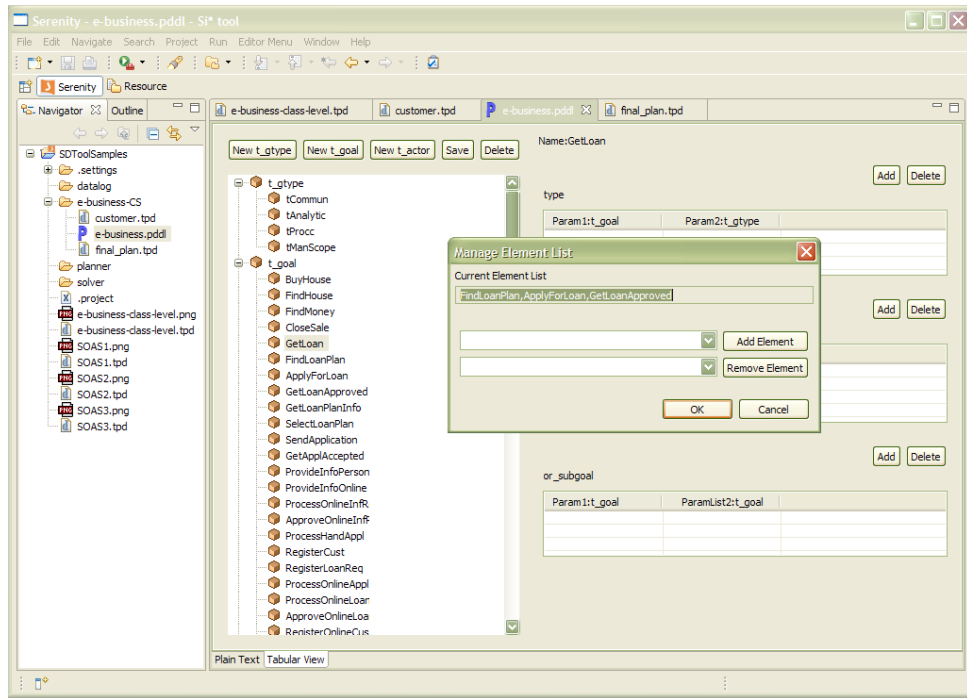 Serenity - e-business.pddl - Si* tool
File Edit Navigate Search Project Run Editor Menu Window Help
Serenity Resource
Navigator Outline
SDToolSamples
.settings
datalog
e-business-CS
customer.tpd
e-business.pddl
final_plan.tpd
planner
solver
.project
e-business-class-level.png
e-business-class-level.tpd
SOAS1.png
SOAS1.tpd
SOAS2.png
SOAS2.tpd
SOAS3.png
SOAS3.tpd
e-business-class-level.tpd customer.tpd e-business.pddl final_plan.tpd
New t_gtype New t_goal New t_actor Save Delete
t_gtype
tCommun
tAnalytic
tProcc
tManScope
t_goal
BuyHouse
FindHouse
FindMoney
CloseSale
GetLoan
FindLoanPlan
ApplyForLoan
GetLoanApproved
GetLoanPlanInfo
SelectLoanPlan
SendApplication
GetApplAccepted
ProvideInfoPerson
ProvideInfoOnline
ProcessOnlineInfR
ApproveOnlineInfF
ProcessHandAppl
RegisterCust
RegisterLoanReq
ProcessOnlineAppl
ProcessOnlineLoar
ApproveOnlineLoa
RegisterOnlineCus
Name:GetLoan
Add Delete
type
Param1:t_goal Param2:t_gtype
Manage Element List
Current Element List
FindLoanPlan,ApplyForLoan,GetLoanApproved
Add Element
Remove Element
OK Cancel
Add Delete
Add Delete
or_subgoal
Param1:t_goal ParamList2:t_goal
Plain Text Tabular View